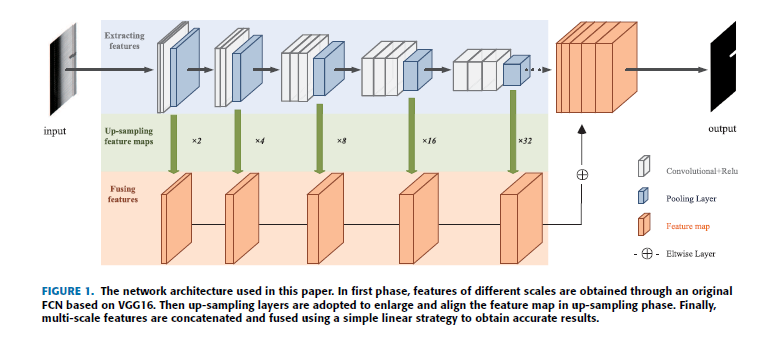 Extracting
features
input
output
Up-sampling
feature maps
×2
×4
×8
×16
×32
Fusing
features
Convolutional+Relu
Pooling Layer
Feature map
Eltwise Layer
FIGURE 1. The network architecture used in this paper. In first phase, features of different scales are obtained through an original
FCN based on VGG16. Then up-sampling layers are adopted to enlarge and align the feature map in up-sampling phase. Finally,
multi-scale features are concatenated and fused using a simple linear strategy to obtain accurate results.